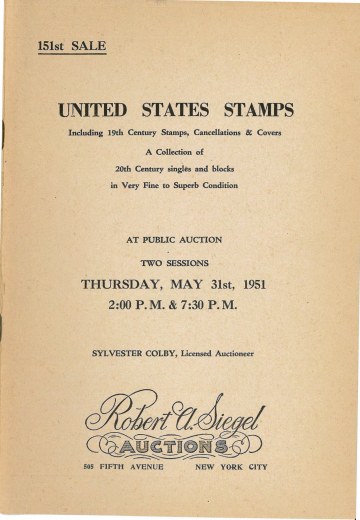 151st SALE
UNITED STATES STAMPS
Including 19th Century Stamps, Cancellations & Covers
A Collection of
20th Century singles and blocks
in Very Fine to Superb Condition
AT PUBLIC AUCTION
TWO SESSIONS
THURSDAY, MAY 31st, 1951
2:00 P. M. & 7:30 P. M.
SYLVESTER COLBY, Licensed Auctioneer
Robert A. Siegel
AUCTIONS
505 FIFTH AVENUE NEW YORK CITY